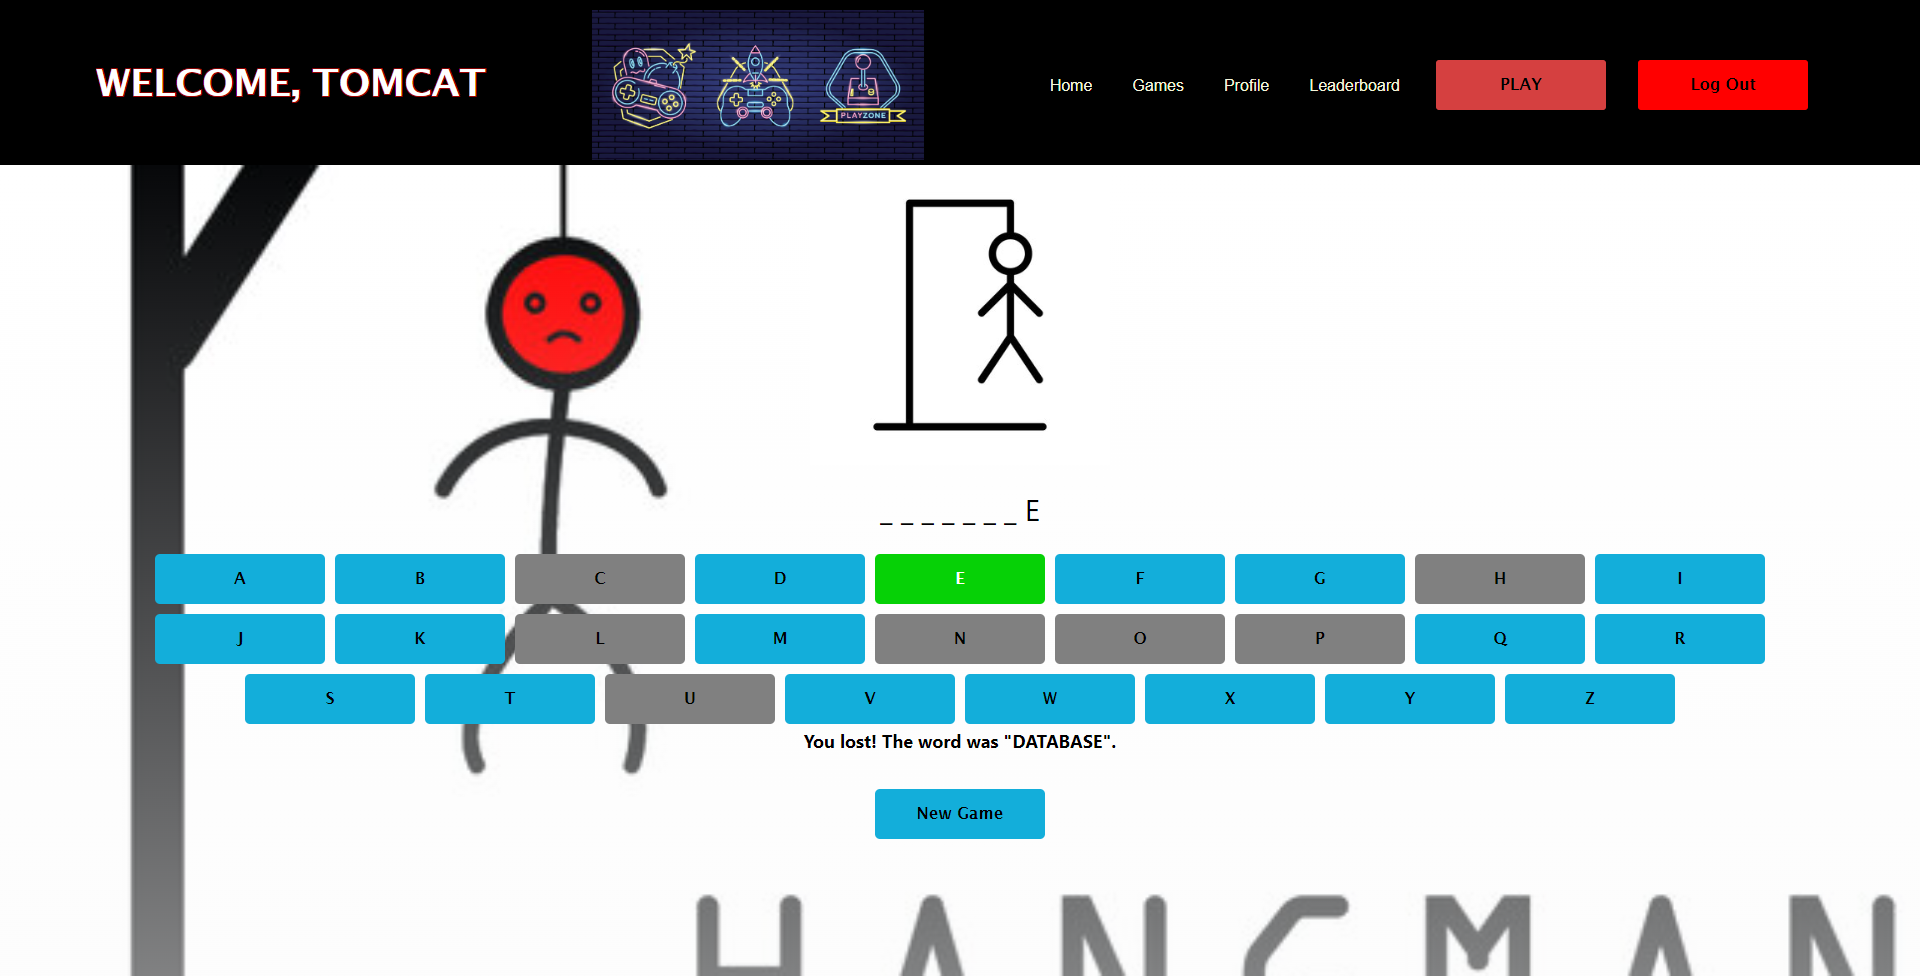 WELCOME, TOMCAT
PLAYZONE
Home Games Profile Leaderboard PLAY Log Out
_ _ _ _ _ _ _ E
A B C D E F G H I
J K L M N O P Q R
S T U V W X Y Z
You lost! The word was "DATABASE".
New Game
HANGMAN